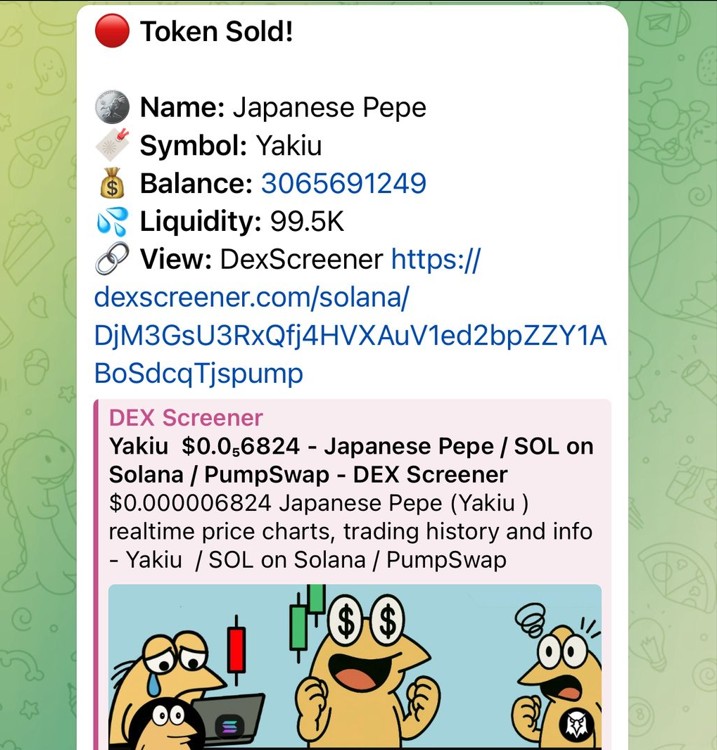 🔴 Token Sold!
Name: Japanese Pepe
Symbol: Yakiu
💰 Balance: 3065691249
💦 Liquidity: 99.5K
🔗 View: DexScreener https://
dexscreener.com/solana/
DjM3GsU3RxQfj4HVXAuV1ed2bpZZY1A
BoSdcqTjspump
DEX Screener
Yakiu $0.0₅6824 - Japanese Pepe / SOL on
Solana / PumpSwap - DEX Screener
$0.000006824 Japanese Pepe (Yakiu )
realtime price charts, trading history and info
- Yakiu / SOL on Solana / PumpSwap
$ $